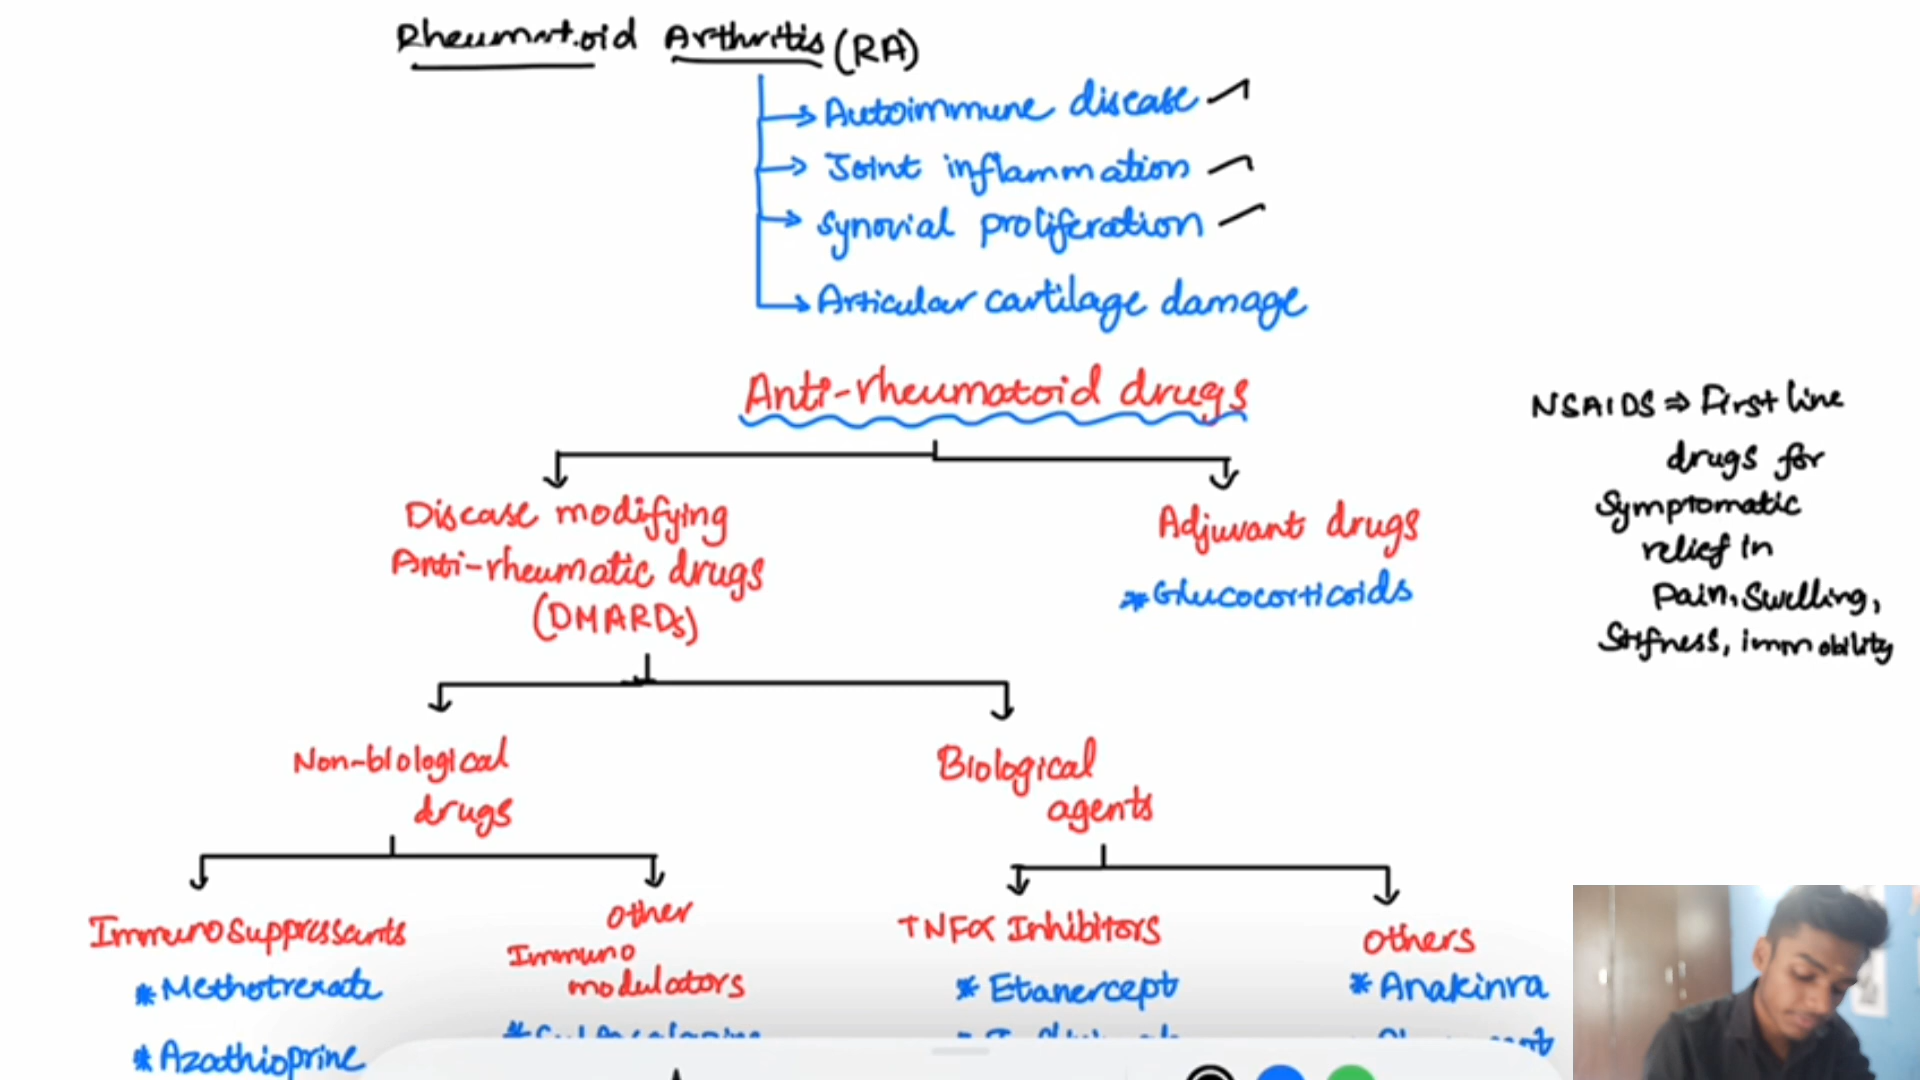 Rheumatoid Arthritis (RA)
Autoimmune disease
Joint inflammation
Synovial proliferation
Articular cartilage damage
Anti-rheumatoid drugs
NSAIDS ⇒ First line
drugs for
Symptomatic
relief in
Pain, Swelling,
Stifness, immobility
Disease modifying
Anti-rheumatic drugs
(DMARDs)
Adjuvant drugs
* Glucocorticoids
Non-biological
drugs
Biological
agents
Immunosuppressants
* Methotrexate
* Azathioprine
Other
Immuno
modulators
TNFα Inhibitors
* Etanercept
Others
* Anakinra